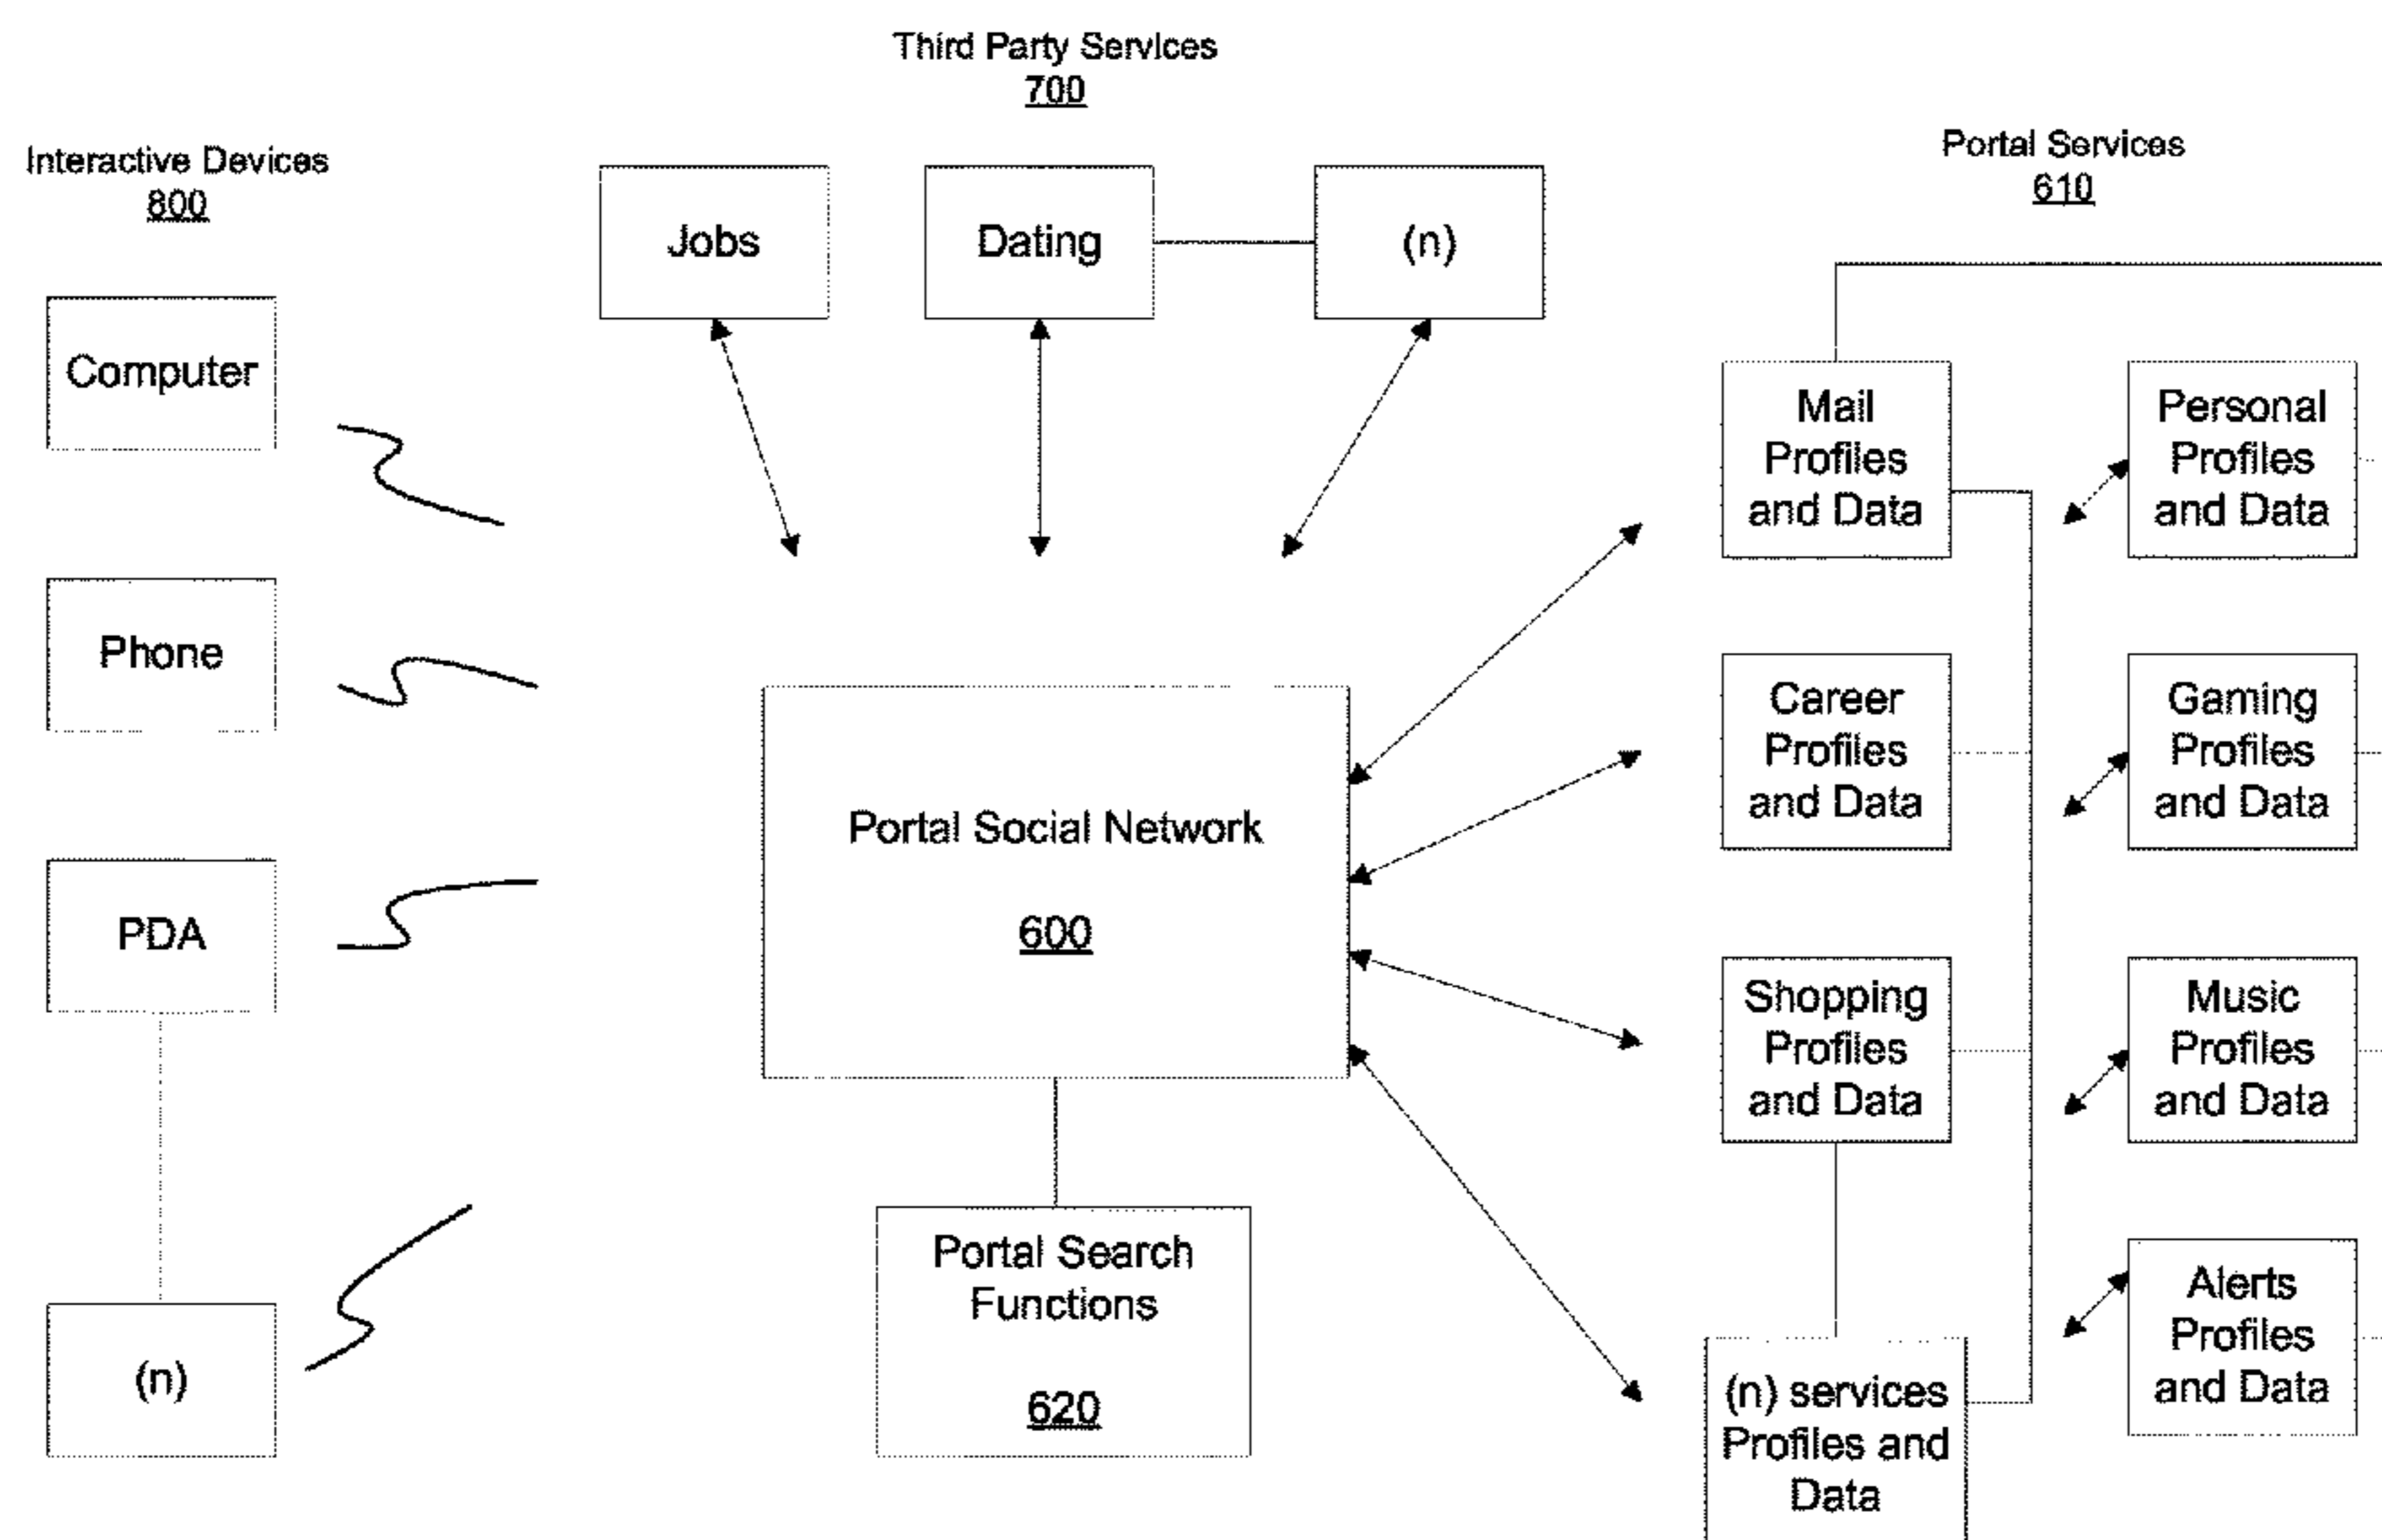 Third Party Services
700
Interactive Devices
800
Portal Services
610
Jobs
Dating
(n)
Computer
Phone
PDA
(n)
Portal Social Network
600
Portal Search
Functions
620
Mail
Profiles
and Data
Personal
Profiles
and Data
Career
Profiles
and Data
Gaming
Profiles
and Data
Shopping
Profiles
and Data
Music
Profiles
and Data
(n) services
Profiles and
Data
Alerts
Profiles
and Data